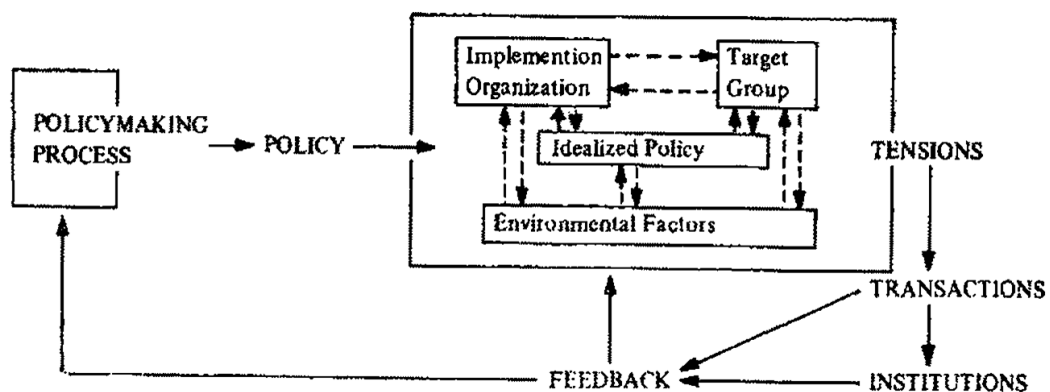 Implemention
Organization
Target
Group
POLICYMAKING
PROCESS
POLICY
Idealized Policy
TENSIONS
Environmental Factors
TRANSACTIONS
FEEDBACK
INSTITUTIONS